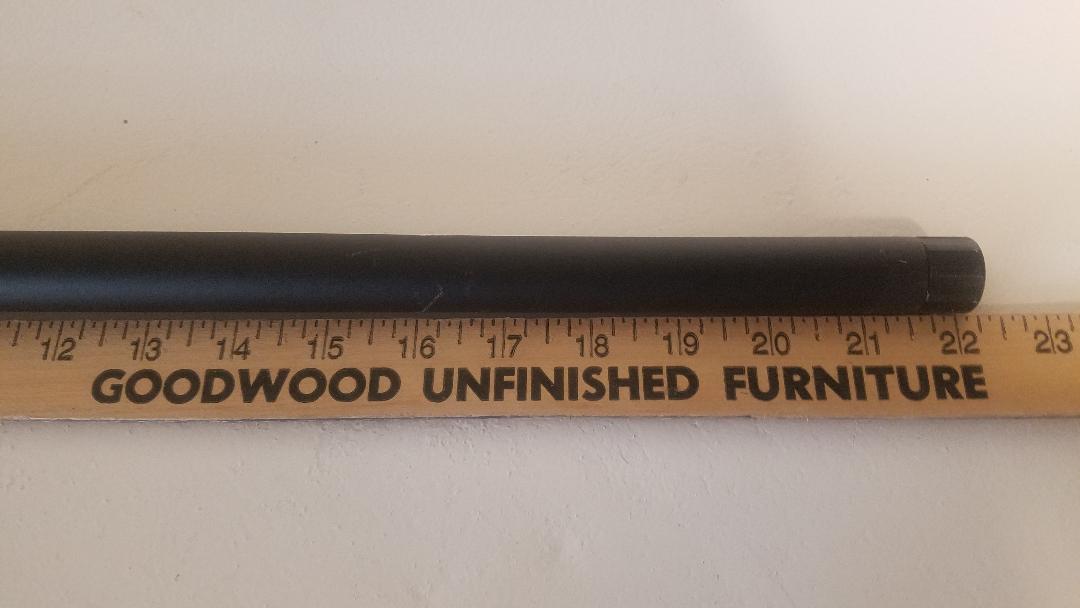 12 13 14 15 16 17 18 19 20 21 22 23
GOODWOOD UNFINISHED FURNITURE